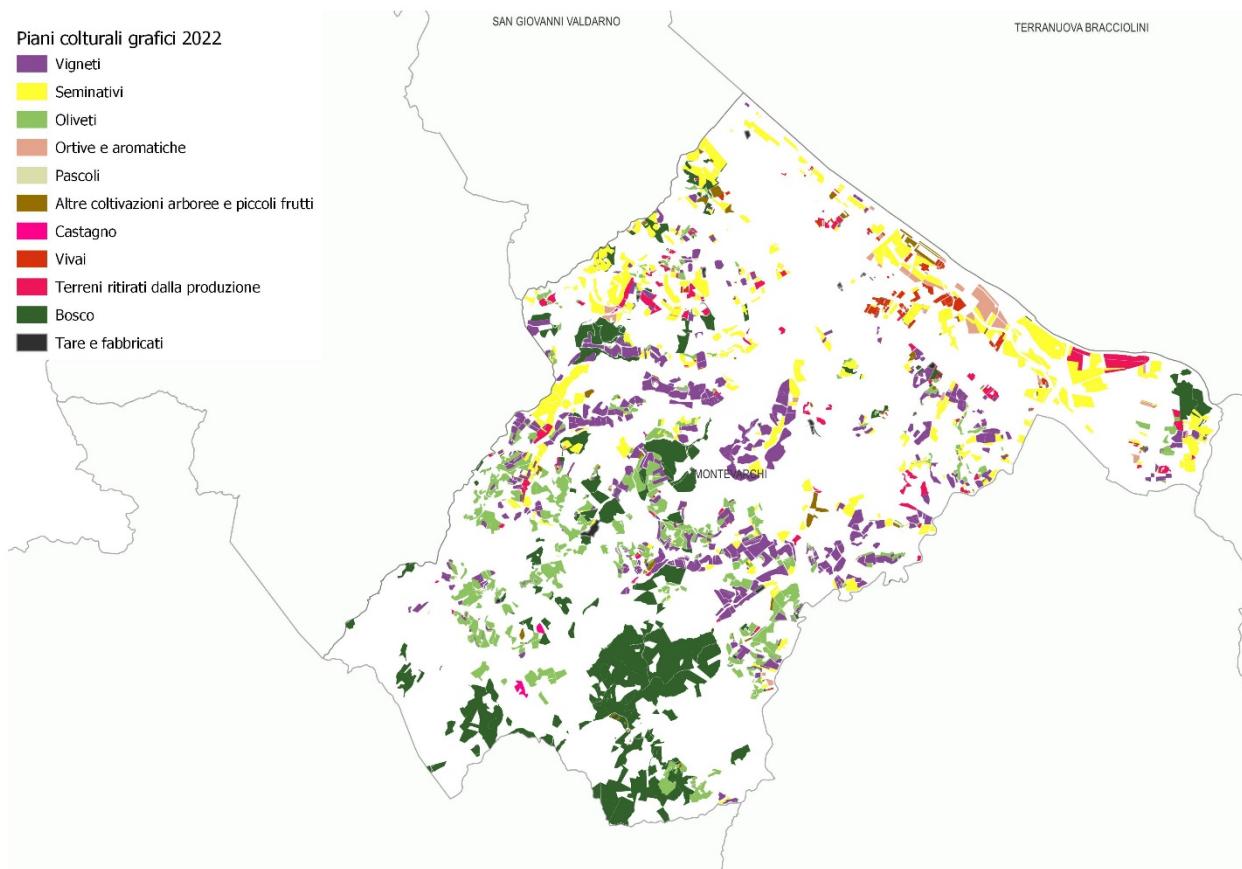 SAN GIOVANNI VALDARNO
TERRANUOVA BRACCIOLINI
Piani colturali grafici 2022
Vigneti
Seminativi
Oliveti
Ortive e aromatiche
Pascoli
Altre coltivazioni arboree e piccoli frutti
Castagno
Vivai
Terreni ritirati dalla produzione
Bosco
Tare e fabbricati
MONTEVARCHI